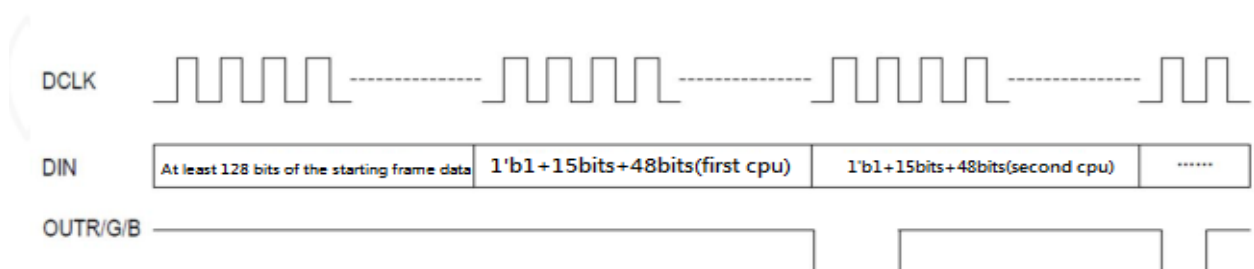 DCLK
DIN At least 128 bits of the starting frame data 1'b1+15bits+48bits(first cpu) 1'b1+15bits+48bits(second cpu) ......
OUTR/G/B